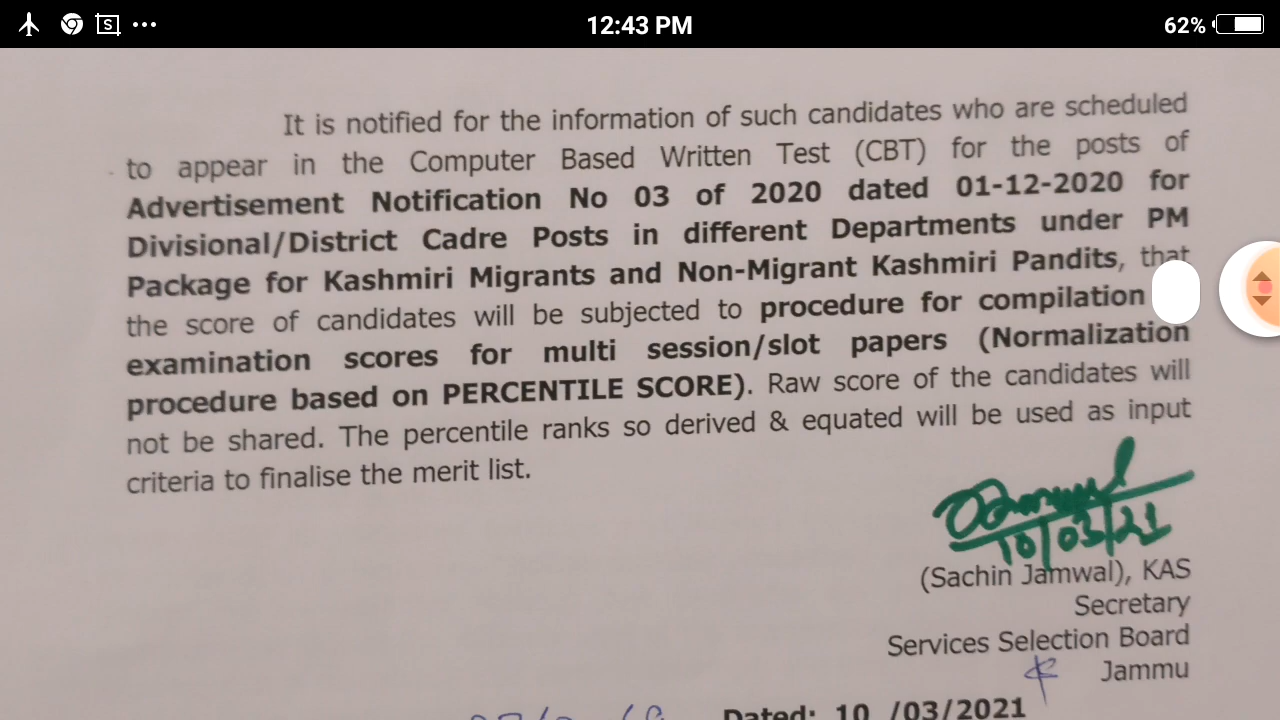 12:43 PM
62%
It is notified for the information of such candidates who are scheduled
to appear in the Computer Based Written Test (CBT) for the posts of
Advertisement Notification No 03 of 2020 dated 01-12-2020 for
Divisional/District Cadre Posts in different Departments under PM
Package for Kashmiri Migrants and Non-Migrant Kashmiri Pandits, that
the score of candidates will be subjected to procedure for compilation
examination scores for multi session/slot papers (Normalization
procedure based on PERCENTILE SCORE). Raw score of the candidates will
not be shared. The percentile ranks so derived & equated will be used as input
criteria to finalise the merit list.
10/03/21
(Sachin Jamwal), KAS
Secretary
Services Selection Board
Jammu
Dated: 10 /03/2021